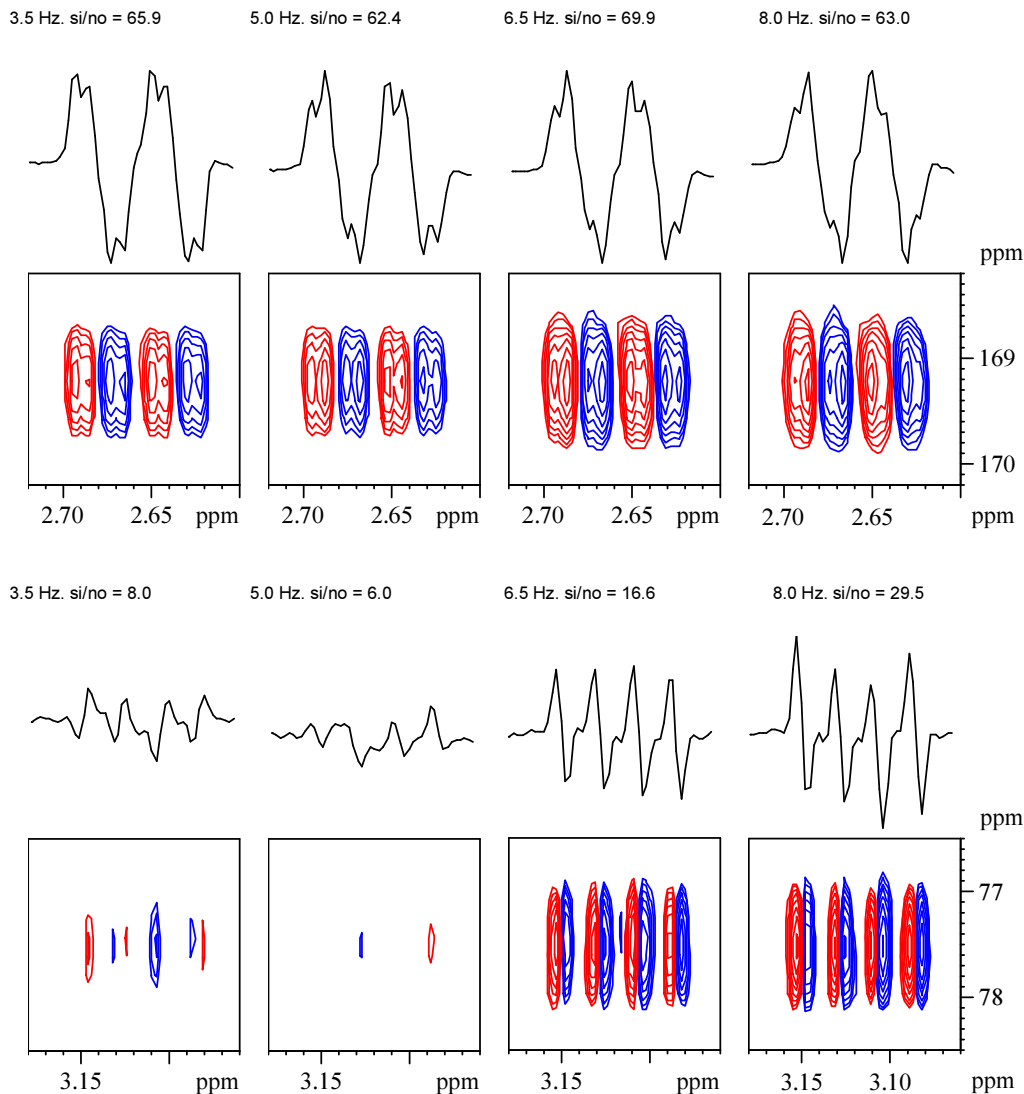 3.5 Hz. si/no = 65.9 5.0 Hz. si/no = 62.4 6.5 Hz. si/no = 69.9 8.0 Hz. si/no = 63.0
ppm
169
170
2.70 2.65 ppm 2.70 2.65 ppm 2.70 2.65 ppm 2.70 2.65 ppm
3.5 Hz. si/no = 8.0 5.0 Hz. si/no = 6.0 6.5 Hz. si/no = 16.6 8.0 Hz. si/no = 29.5
ppm
77
78
3.15 ppm 3.15 ppm 3.15 ppm 3.15 3.10 ppm